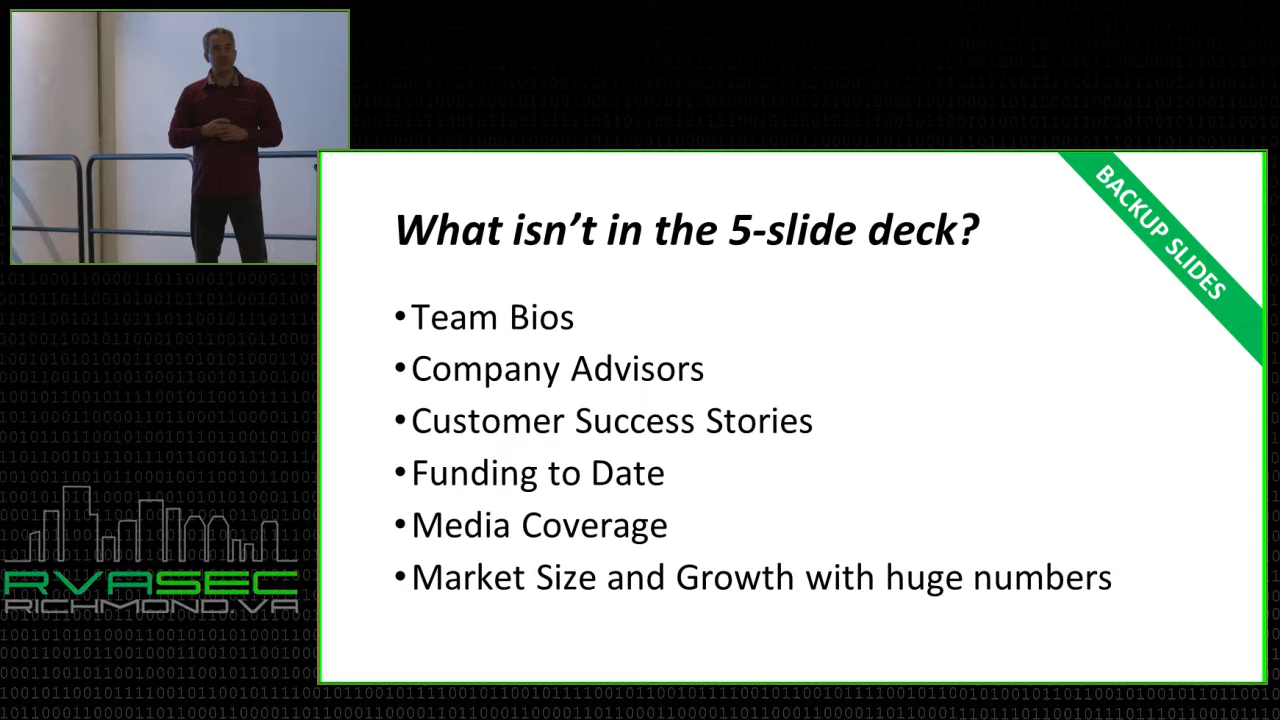 BACKUP SLIDES
What isn’t in the 5-slide deck?
•Team Bios
•Company Advisors
•Customer Success Stories
•Funding to Date
•Media Coverage
•Market Size and Growth with huge numbers
RVASEC
RICHMOND.VA